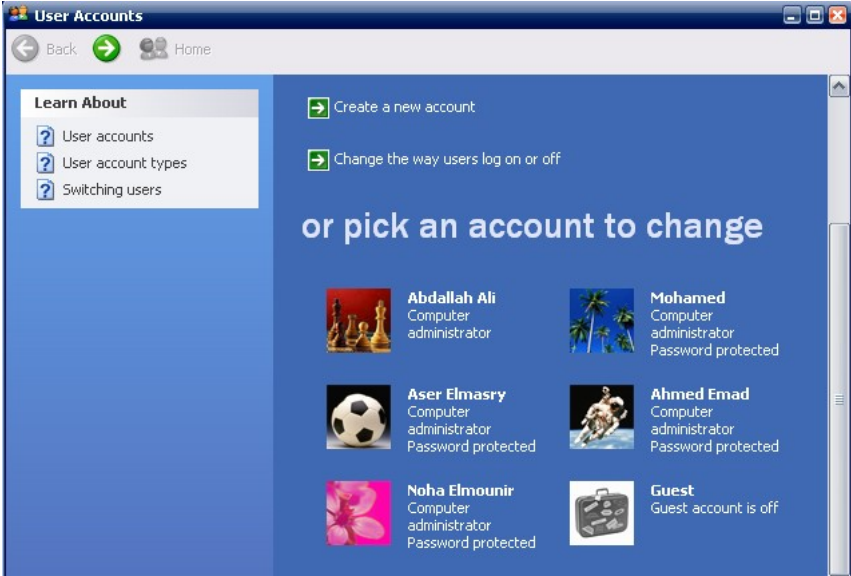 User Accounts
Back
Home
Learn About
User accounts
User account types
Switching users
Create a new account
Change the way users log on or off
or pick an account to change
Abdallah Ali
Computer
administrator
Mohamed
Computer
administrator
Password protected
Aser Elmasry
Computer
administrator
Password protected
Ahmed Emad
Computer
administrator
Password protected
Noha Elmounir
Computer
administrator
Password protected
Guest
Guest account is off